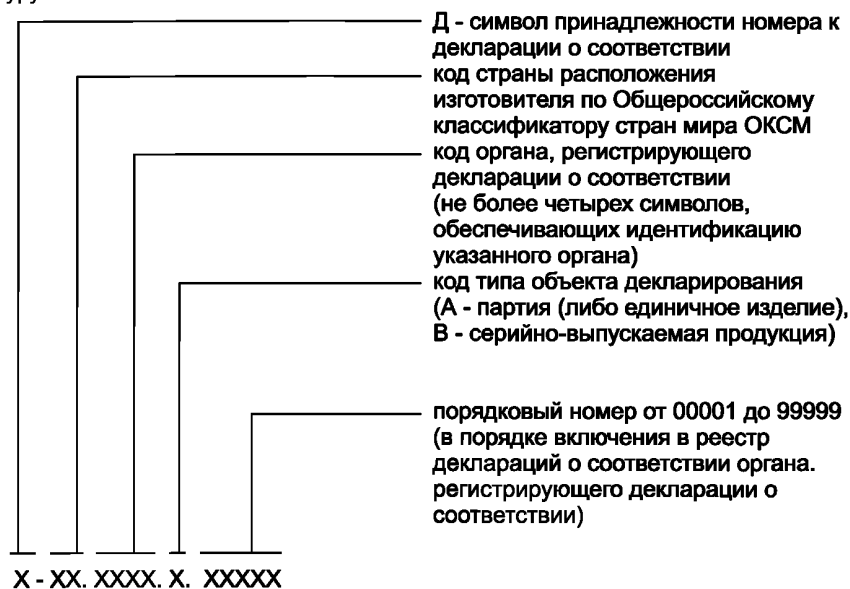 Д - символ принадлежности номера к
декларации о соответствии
код страны расположения
изготовителя по Общероссийскому
классификатору стран мира ОКСМ
код органа, регистрирующего
декларации о соответствии
(не более четырех символов,
обеспечивающих идентификацию
указанного органа)
код типа объекта декларирования
(А - партия (либо единичное изделие),
В - серийно-выпускаемая продукция)
порядковый номер от 00001 до 99999
(в порядке включения в реестр
деклараций о соответствии органа.
регистрирующего декларации о
соответствии)
Х - ХХ. ХХХХ. Х. ХХХХХ